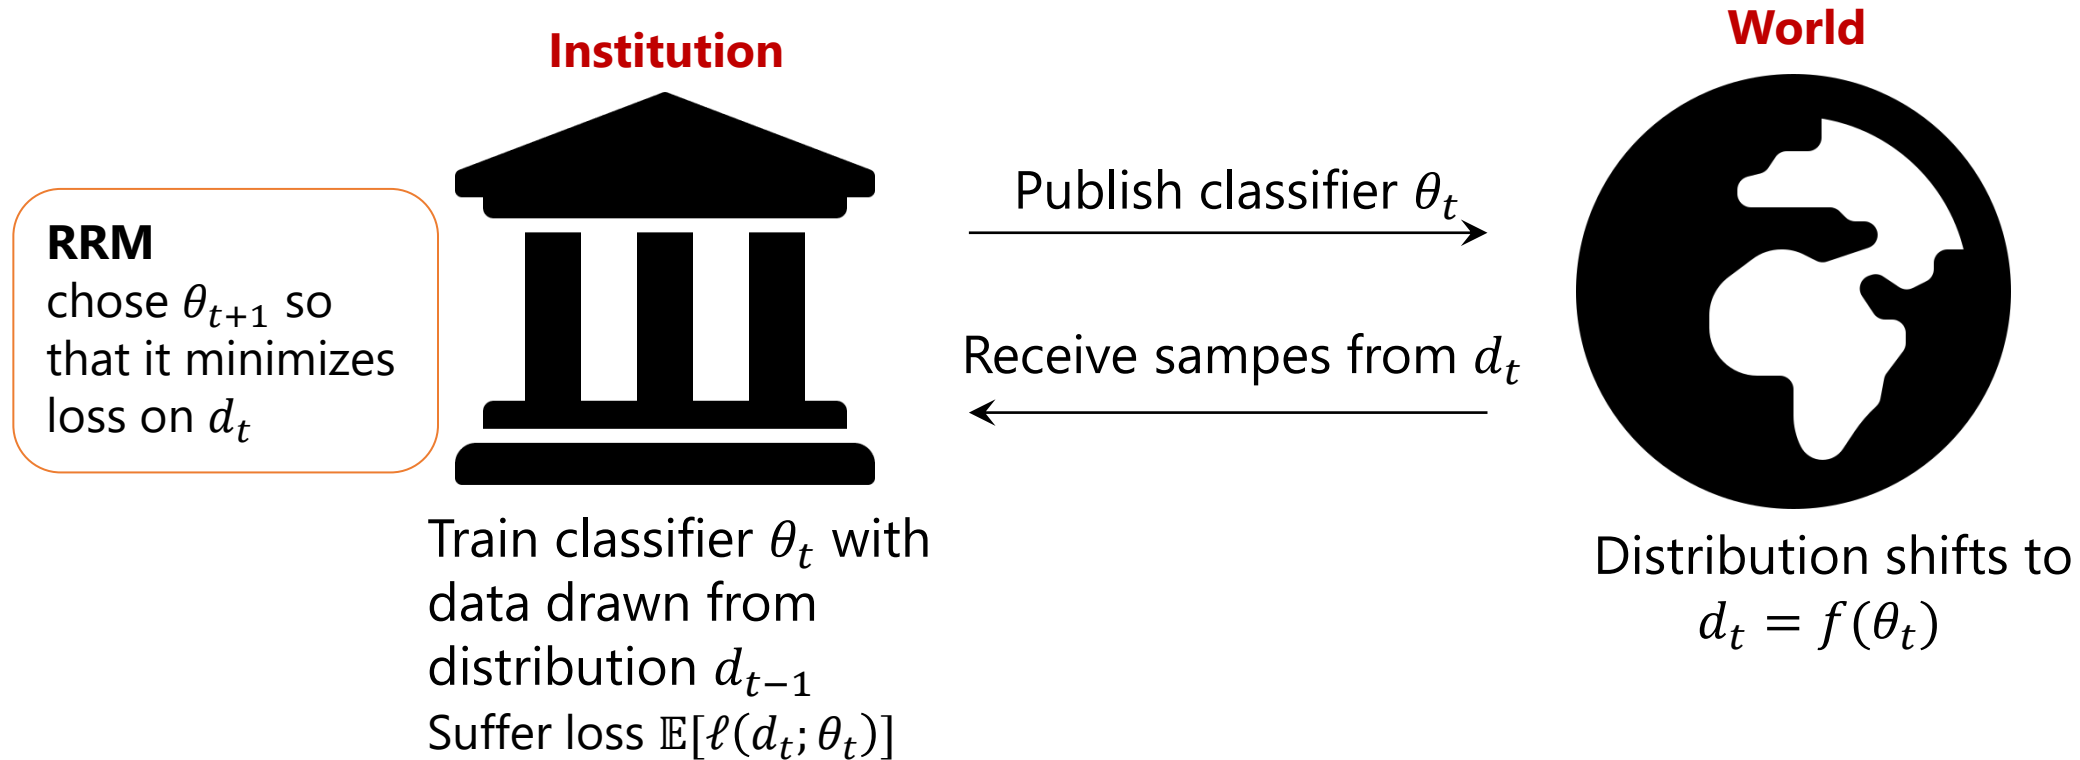 Institution
World
RRM
chose θ_{t+1} so
that it minimizes
loss on d_t
Publish classifier θ_t
Receive sampes from d_t
Train classifier θ_t with
data drawn from
distribution d_{t−1}
Suffer loss 𝔼[ℓ(d_t; θ_t)]
Distribution shifts to
d_t = f(θ_t)